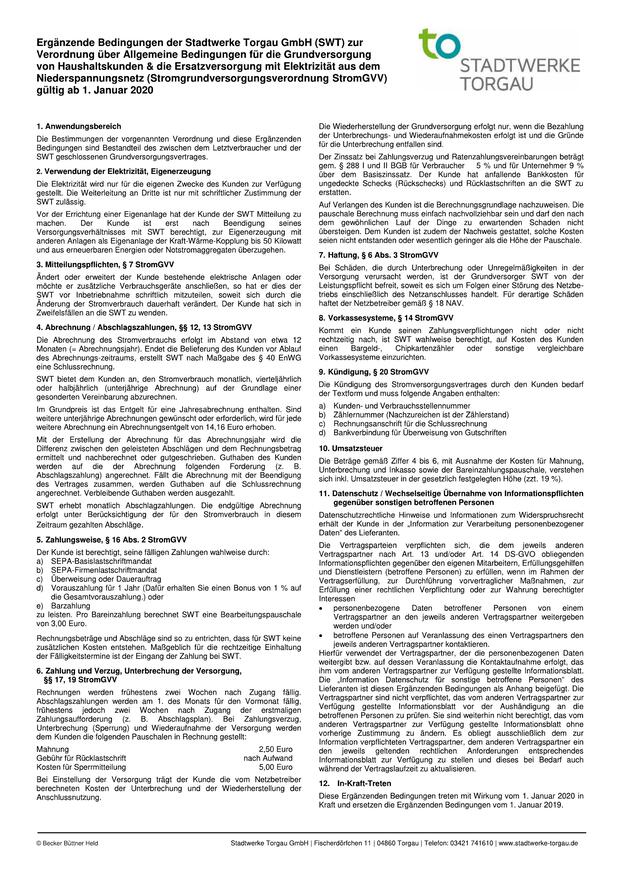 Ergänzende Bedingungen der Stadtwerke Torgau GmbH (SWT) zur
Verordnung über Allgemeine Bedingungen für die Grundversorgung
von Haushaltskunden & die Ersatzversorgung mit Elektrizität aus dem
Niederspannungsnetz (Stromgrundversorgungsverordnung StromGVV)
gültig ab 1. Januar 2020
to
STADTWERKE
TORGAU
1. Anwendungsbereich
Die Bestimmungen der vorgenannten Verordnung und diese Ergänzenden
Bedingungen sind Bestandteil des zwischen dem Letztverbraucher und der
SWT geschlossenen Grundversorgungsvertrages.
2. Verwendung der Elektrizität, Eigenerzeugung
Die Elektrizität wird nur für die eigenen Zwecke des Kunden zur Verfügung
gestellt. Die Weiterleitung an Dritte ist nur mit schriftlicher Zustimmung der
SWT zulässig.
Vor der Errichtung einer Eigenanlage hat der Kunde der SWT Mitteilung zu
machen. Der Kunde ist erst nach Beendigung seines
Versorgungsverhältnisses mit SWT berechtigt, zur Eigenerzeugung mit
anderen Anlagen als Eigenanlage der Kraft-Wärme-Kopplung bis 50 Kilowatt
und aus erneuerbaren Energien oder Notstromaggregaten überzugehen.
3. Mitteilungspflichten, § 7 StromGVV
Ändert oder erweitert der Kunde bestehende elektrische Anlagen oder
möchte er zusätzliche Verbrauchsgeräte anschließen, so hat er dies der
SWT vor Inbetriebnahme schriftlich mitzuteilen, soweit sich durch die
Änderung der Stromverbrauch dauerhaft verändert. Der Kunde hat sich in
Zweifelsfällen an die SWT zu wenden.
4. Abrechnung / Abschlagszahlungen, §§ 12, 13 StromGVV
Die Abrechnung des Stromverbrauchs erfolgt im Abstand von etwa 12
Monaten (= Abrechnungsjahr). Endet die Belieferung des Kunden vor Ablauf
des Abrechnungs-zeitraums, erstellt SWT nach Maßgabe des § 40 EnWG
eine Schlussrechnung.
SWT bietet dem Kunden an, den Stromverbrauch monatlich, vierteljährlich
oder halbjährlich (unterjährige Abrechnung) auf der Grundlage einer
gesonderten Vereinbarung abzurechnen.
Im Grundpreis ist das Entgelt für eine Jahresabrechnung enthalten. Sind
weitere unterjährige Abrechnungen gewünscht oder erforderlich, wird für jede
weitere Abrechnung ein Abrechnungsentgelt von 14,16 Euro erhoben.
Mit der Erstellung der Abrechnung für das Abrechnungsjahr wird die
Differenz zwischen den geleisteten Abschlägen und dem Rechnungsbetrag
ermittelt und nachberechnet oder gutgeschrieben. Guthaben des Kunden
werden auf die der Abrechnung folgenden Forderung (z. B.
Abschlagszahlung) angerechnet. Fällt die Abrechnung mit der Beendigung
des Vertrages zusammen, werden Guthaben auf die Schlussrechnung
angerechnet. Verbleibende Guthaben werden ausgezahlt.
SWT erhebt monatlich Abschlagzahlungen. Die endgültige Abrechnung
erfolgt unter Berücksichtigung der für den Stromverbrauch in diesem
Zeitraum gezahlten Abschläge.
5. Zahlungsweise, § 16 Abs. 2 StromGVV
Der Kunde ist berechtigt, seine fälligen Zahlungen wahlweise durch:
a) SEPA-Basislastschriftmandat
b) SEPA-Firmenlastschriftmandat
c) Überweisung oder Dauerauftrag
d) Vorauszahlung für 1 Jahr (Dafür erhalten Sie einen Bonus von 1 % auf
die Gesamtvorauszahlung.) oder
e) Barzahlung
zu leisten. Pro Bareinzahlung berechnet SWT eine Bearbeitungspauschale
von 3,00 Euro.
Rechnungsbeträge und Abschläge sind so zu entrichten, dass für SWT keine
zusätzlichen Kosten entstehen. Maßgeblich für die rechtzeitige Einhaltung
der Fälligkeitstermine ist der Eingang der Zahlung bei SWT.
6. Zahlung und Verzug, Unterbrechung der Versorgung,
§§ 17, 19 StromGVV
Rechnungen werden frühestens zwei Wochen nach Zugang fällig.
Abschlagszahlungen werden am 1. des Monats für den Vormonat fällig,
frühestens jedoch zwei Wochen nach Zugang der erstmaligen
Zahlungsaufforderung (z. B. Abschlagsplan). Bei Zahlungsverzug,
Unterbrechung (Sperrung) und Wiederaufnahme der Versorgung werden
dem Kunden die folgenden Pauschalen in Rechnung gestellt:
Mahnung 2,50 Euro
Gebühr für Rücklastschrift nach Aufwand
Kosten für Sperrmitteilung 5,00 Euro
Bei Einstellung der Versorgung trägt der Kunde die vom Netzbetreiber
berechneten Kosten der Unterbrechung und der Wiederherstellung der
Anschlussnutzung.
Die Wiederherstellung der Grundversorgung erfolgt nur, wenn die Bezahlung
der Unterbrechungs- und Wiederaufnahmekosten erfolgt ist und die Gründe
für die Unterbrechung entfallen sind.
Der Zinssatz bei Zahlungsverzug und Ratenzahlungsvereinbarungen beträgt
gem. § 288 I und II BGB für Verbraucher 5 % und für Unternehmer 9 %
über dem Basiszinssatz. Der Kunde hat anfallende Bankkosten für
ungedeckte Schecks (Rückschecks) und Rücklastschriften an die SWT zu
erstatten.
Auf Verlangen des Kunden ist die Berechnungsgrundlage nachzuweisen. Die
pauschale Berechnung muss einfach nachvollziehbar sein und darf den nach
dem gewöhnlichen Lauf der Dinge zu erwartenden Schaden nicht
übersteigen. Dem Kunden ist zudem der Nachweis gestattet, solche Kosten
seien nicht entstanden oder wesentlich geringer als die Höhe der Pauschale.
7. Haftung, § 6 Abs. 3 StromGVV
Bei Schäden, die durch Unterbrechung oder Unregelmäßigkeiten in der
Versorgung verursacht werden, ist der Grundversorger SWT von der
Leistungspflicht befreit, soweit es sich um Folgen einer Störung des Netzbe-
triebs einschließlich des Netzanschlusses handelt. Für derartige Schäden
haftet der Netzbetreiber gemäß § 18 NAV.
8. Vorkassesysteme, § 14 StromGVV
Kommt ein Kunde seinen Zahlungsverpflichtungen nicht oder nicht
rechtzeitig nach, ist SWT wahlweise berechtigt, auf Kosten des Kunden
einen Bargeld-, Chipkartenzähler oder sonstige vergleichbare
Vorkassesysteme einzurichten.
9. Kündigung, § 20 StromGVV
Die Kündigung des Stromversorgungsvertrages durch den Kunden bedarf
der Textform und muss folgende Angaben enthalten:
a) Kunden- und Verbrauchsstellennummer
b) Zählernummer (Nachzureichen ist der Zählerstand)
c) Rechnungsanschrift für die Schlussrechnung
d) Bankverbindung für Überweisung von Gutschriften
10. Umsatzsteuer
Die Beträge gemäß Ziffer 4 bis 6, mit Ausnahme der Kosten für Mahnung,
Unterbrechung und Inkasso sowie der Bareinzahlungspauschale, verstehen
sich inkl. Umsatzsteuer in der gesetzlich festgelegten Höhe (zzt. 19 %).
11. Datenschutz / Wechselseitige Übernahme von Informationspflichten
gegenüber sonstigen betroffenen Personen
Datenschutzrechtliche Hinweise und Informationen zum Widerspruchsrecht
erhält der Kunde in der „Information zur Verarbeitung personenbezogener
Daten" des Lieferanten.
Die Vertragsparteien verpflichten sich, die dem jeweils anderen
Vertragspartner nach Art. 13 und/oder Art. 14 DS-GVO obliegenden
Informationspflichten gegenüber den eigenen Mitarbeitern, Erfüllungsgehilfen
und Dienstleistern (betroffene Personen) zu erfüllen, wenn im Rahmen der
Vertragserfüllung, zur Durchführung vorvertraglicher Maßnahmen, zur
Erfüllung einer rechtlichen Verpflichtung oder zur Wahrung berechtigter
Interessen
• personenbezogene Daten betroffener Personen von einem
Vertragspartner an den jeweils anderen Vertragspartner weitergeben
werden und/oder
• betroffene Personen auf Veranlassung des einen Vertragspartners den
jeweils anderen Vertragspartner kontaktieren.
Hierfür verwendet der Vertragspartner, der die personenbezogenen Daten
weitergibt bzw. auf dessen Veranlassung die Kontaktaufnahme erfolgt, das
ihm vom anderen Vertragspartner zur Verfügung gestellte Informationsblatt.
Die „Information Datenschutz für sonstige betroffene Personen" des
Lieferanten ist diesen Ergänzenden Bedingungen als Anhang beigefügt. Die
Vertragspartner sind nicht verpflichtet, das vom anderen Vertragspartner zur
Verfügung gestellte Informationsblatt vor der Aushändigung an die
betroffenen Personen zu prüfen. Sie sind weiterhin nicht berechtigt, das vom
anderen Vertragspartner zur Verfügung gestellte Informationsblatt ohne
vorherige Zustimmung zu ändern. Es obliegt ausschließlich dem zur
Information verpflichteten Vertragspartner, dem anderen Vertragspartner ein
den jeweils geltenden rechtlichen Anforderungen entsprechendes
Informationsblatt zur Verfügung zu stellen und dieses bei Bedarf auch
während der Vertragslaufzeit zu aktualisieren.
12. In-Kraft-Treten
Diese Ergänzenden Bedingungen treten mit Wirkung vom 1. Januar 2020 in
Kraft und ersetzen die Ergänzenden Bedingungen vom 1. Januar 2019.
© Becker Büttner Held
Stadtwerke Torgau GmbH | Fischerdörfchen 11 | 04860 Torgau | Telefon: 03421 741610 | www.stadtwerke-torgau.de